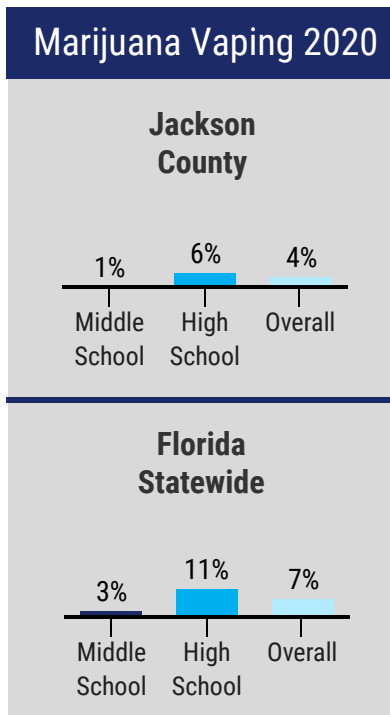 Marijuana Vaping 2020
Jackson
County
1%
6%
4%
Middle
School
High
School
Overall
Florida
Statewide
3%
11%
7%
Middle
School
High
School
Overall